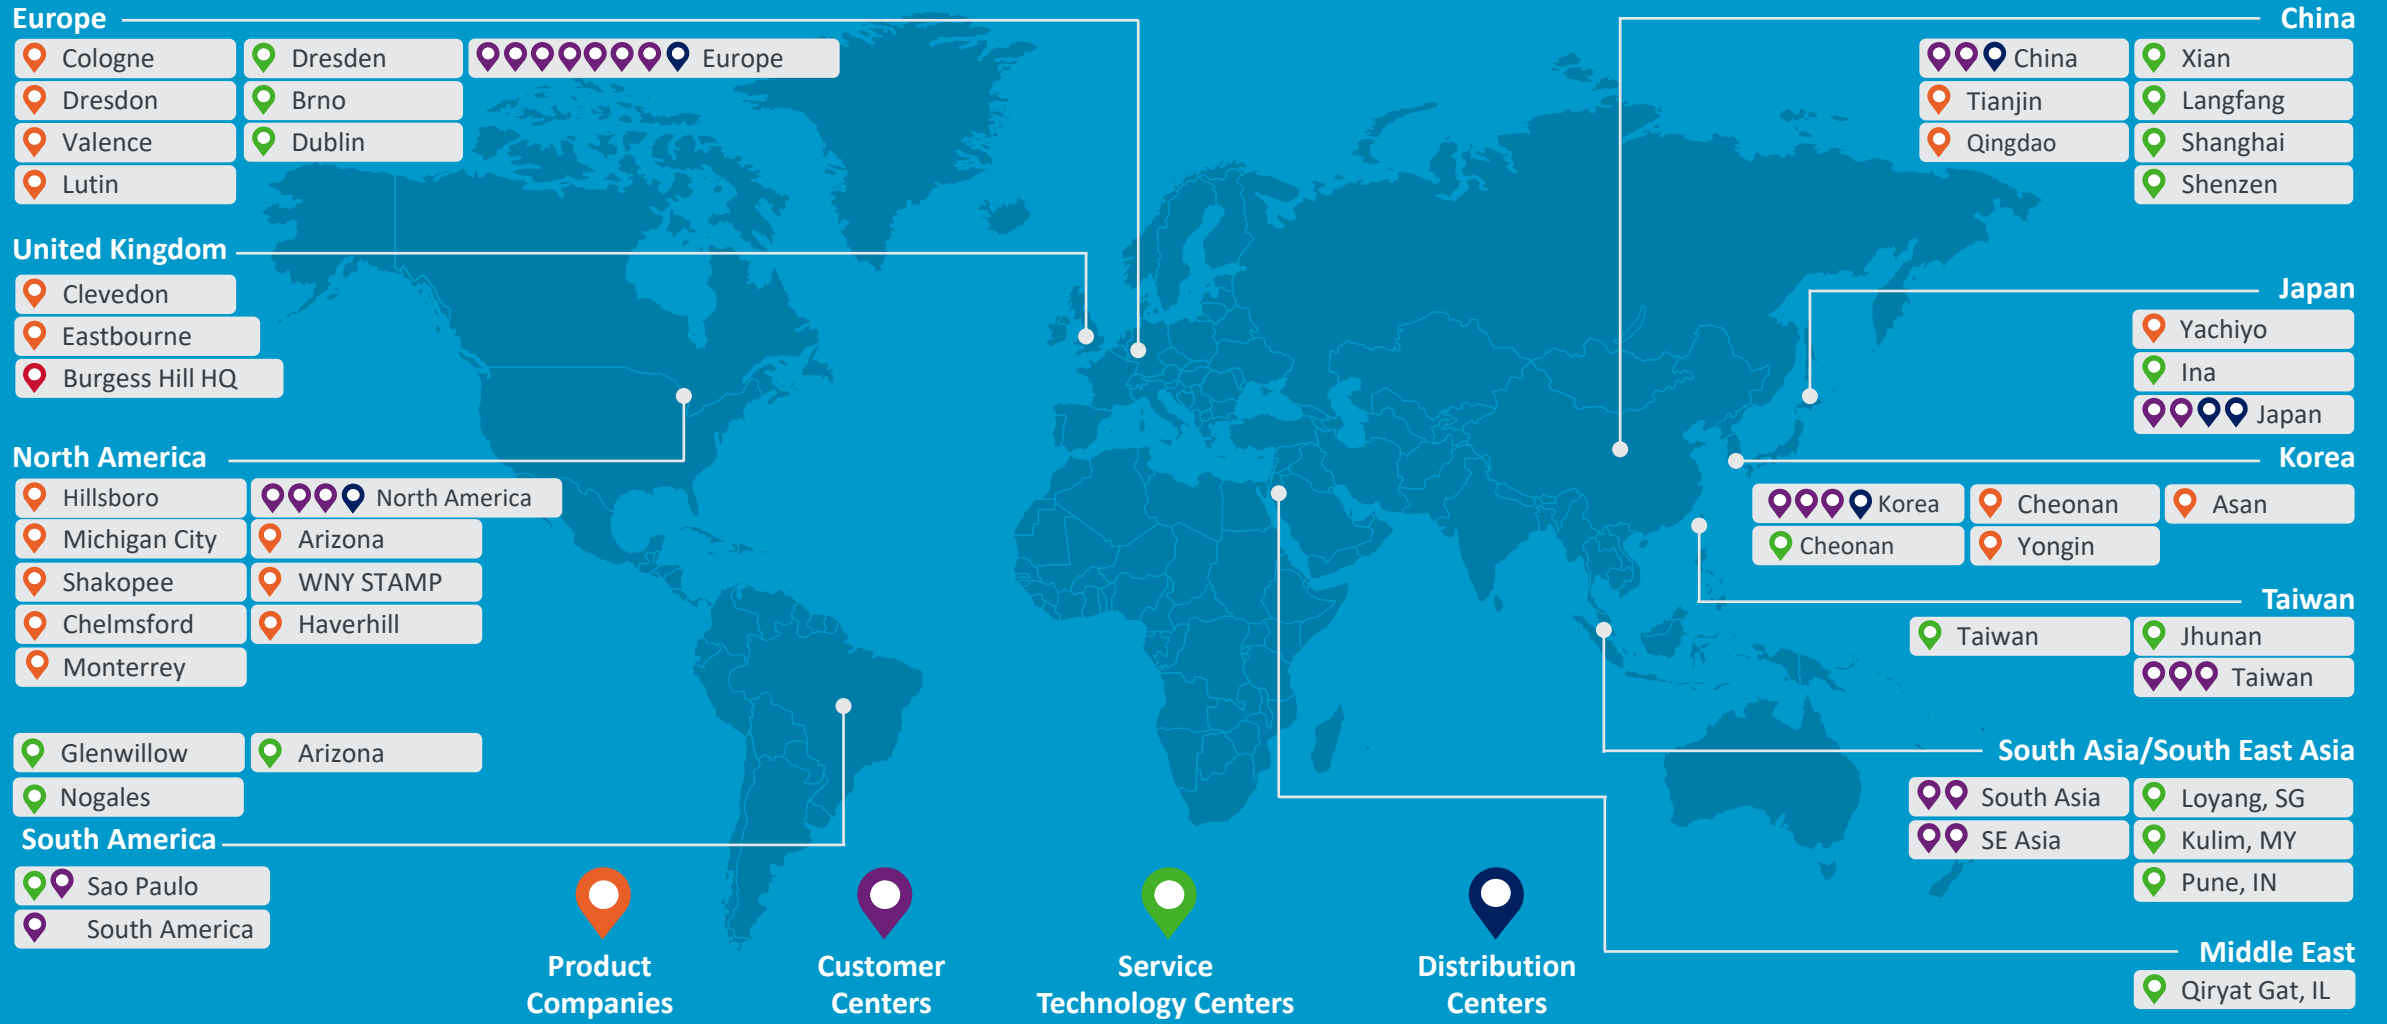 Europe
Cologne
Dresdon
Valence
Lutin
Dresden
Brno
Dublin
Europe
United Kingdom
Clevedon
Eastbourne
Burgess Hill HQ
North America
Hillsboro
Michigan City
Shakopee
Chelmsford
Monterrey
North America
Arizona
WNY STAMP
Haverhill
Glenwillow
Nogales
Arizona
South America
Sao Paulo
South America
China
China
Tianjin
Qingdao
Xian
Langfang
Shanghai
Shenzen
Japan
Yachiyo
Ina
Japan
Korea
Korea
Cheonan
Cheonan
Yongin
Asan
Taiwan
Taiwan
Jhunan
Taiwan
South Asia/South East Asia
South Asia
SE Asia
Loyang, SG
Kulim, MY
Pune, IN
Middle East
Qiryat Gat, IL
Product
Companies
Customer
Centers
Service
Technology Centers
Distribution
Centers